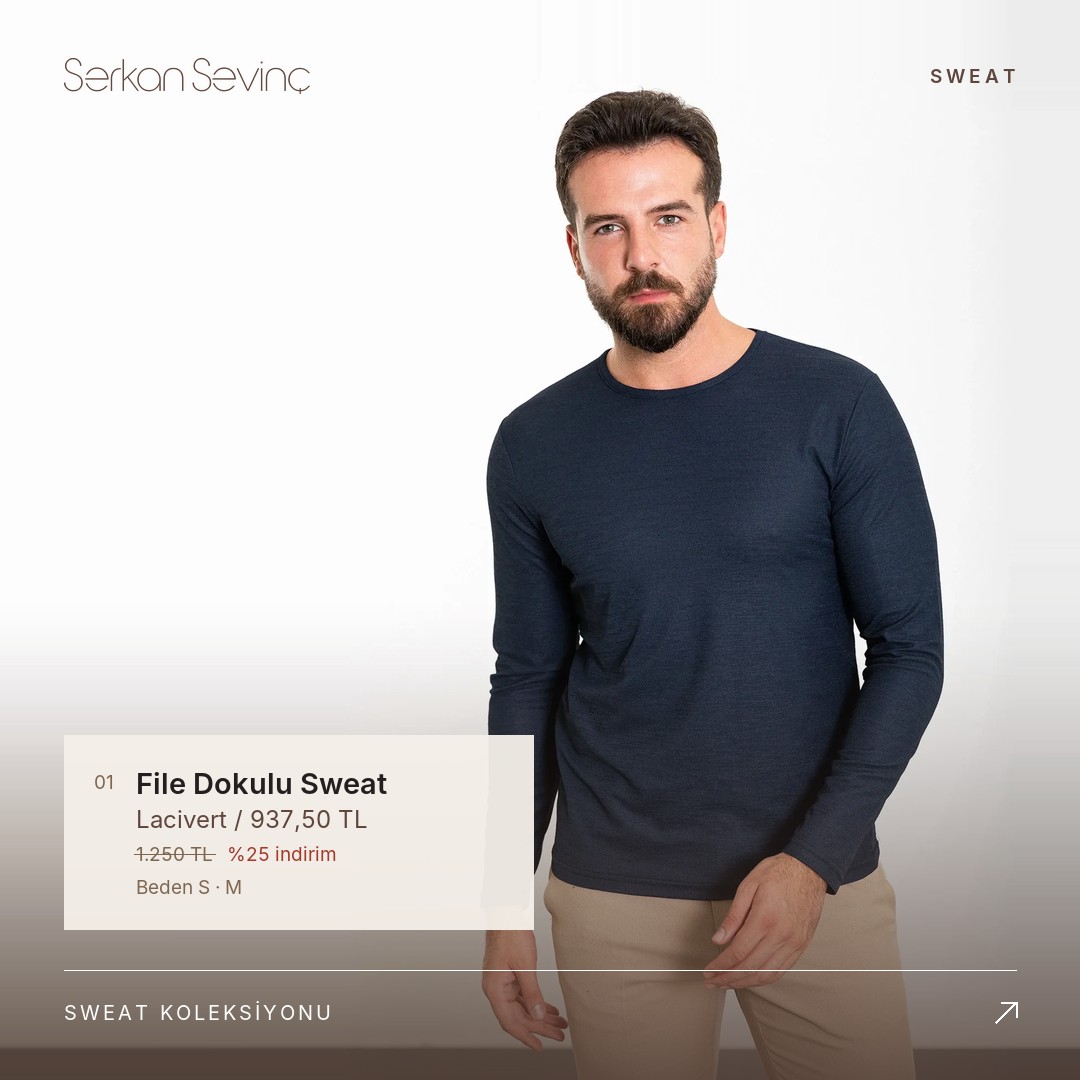 Serkan Sevinç
SWEAT
01
File Dokulu Sweat
Lacivert / 937,50 TL
1.250 TL %25 indirim
Beden S · M
SWEAT KOLEKSİYONU